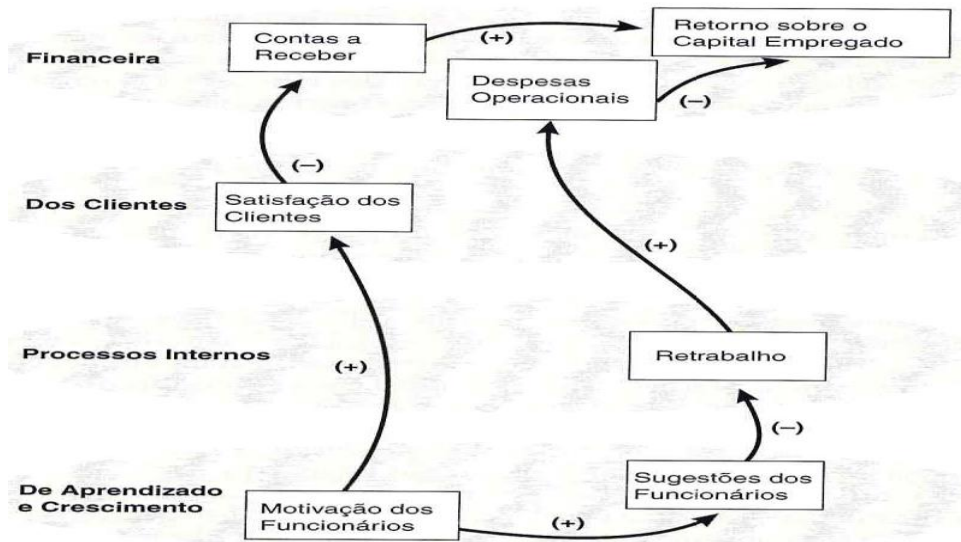 Financeira
Contas a
Receber
(+)
Retorno sobre o
Capital Empregado
Despesas
Operacionais
(−)
(−)
Dos Clientes
Satisfação dos
Clientes
(+)
Processos Internos
(+)
Retrabalho
(−)
De Aprendizado
e Crescimento
Motivação dos
Funcionários
(+)
Sugestões dos
Funcionários